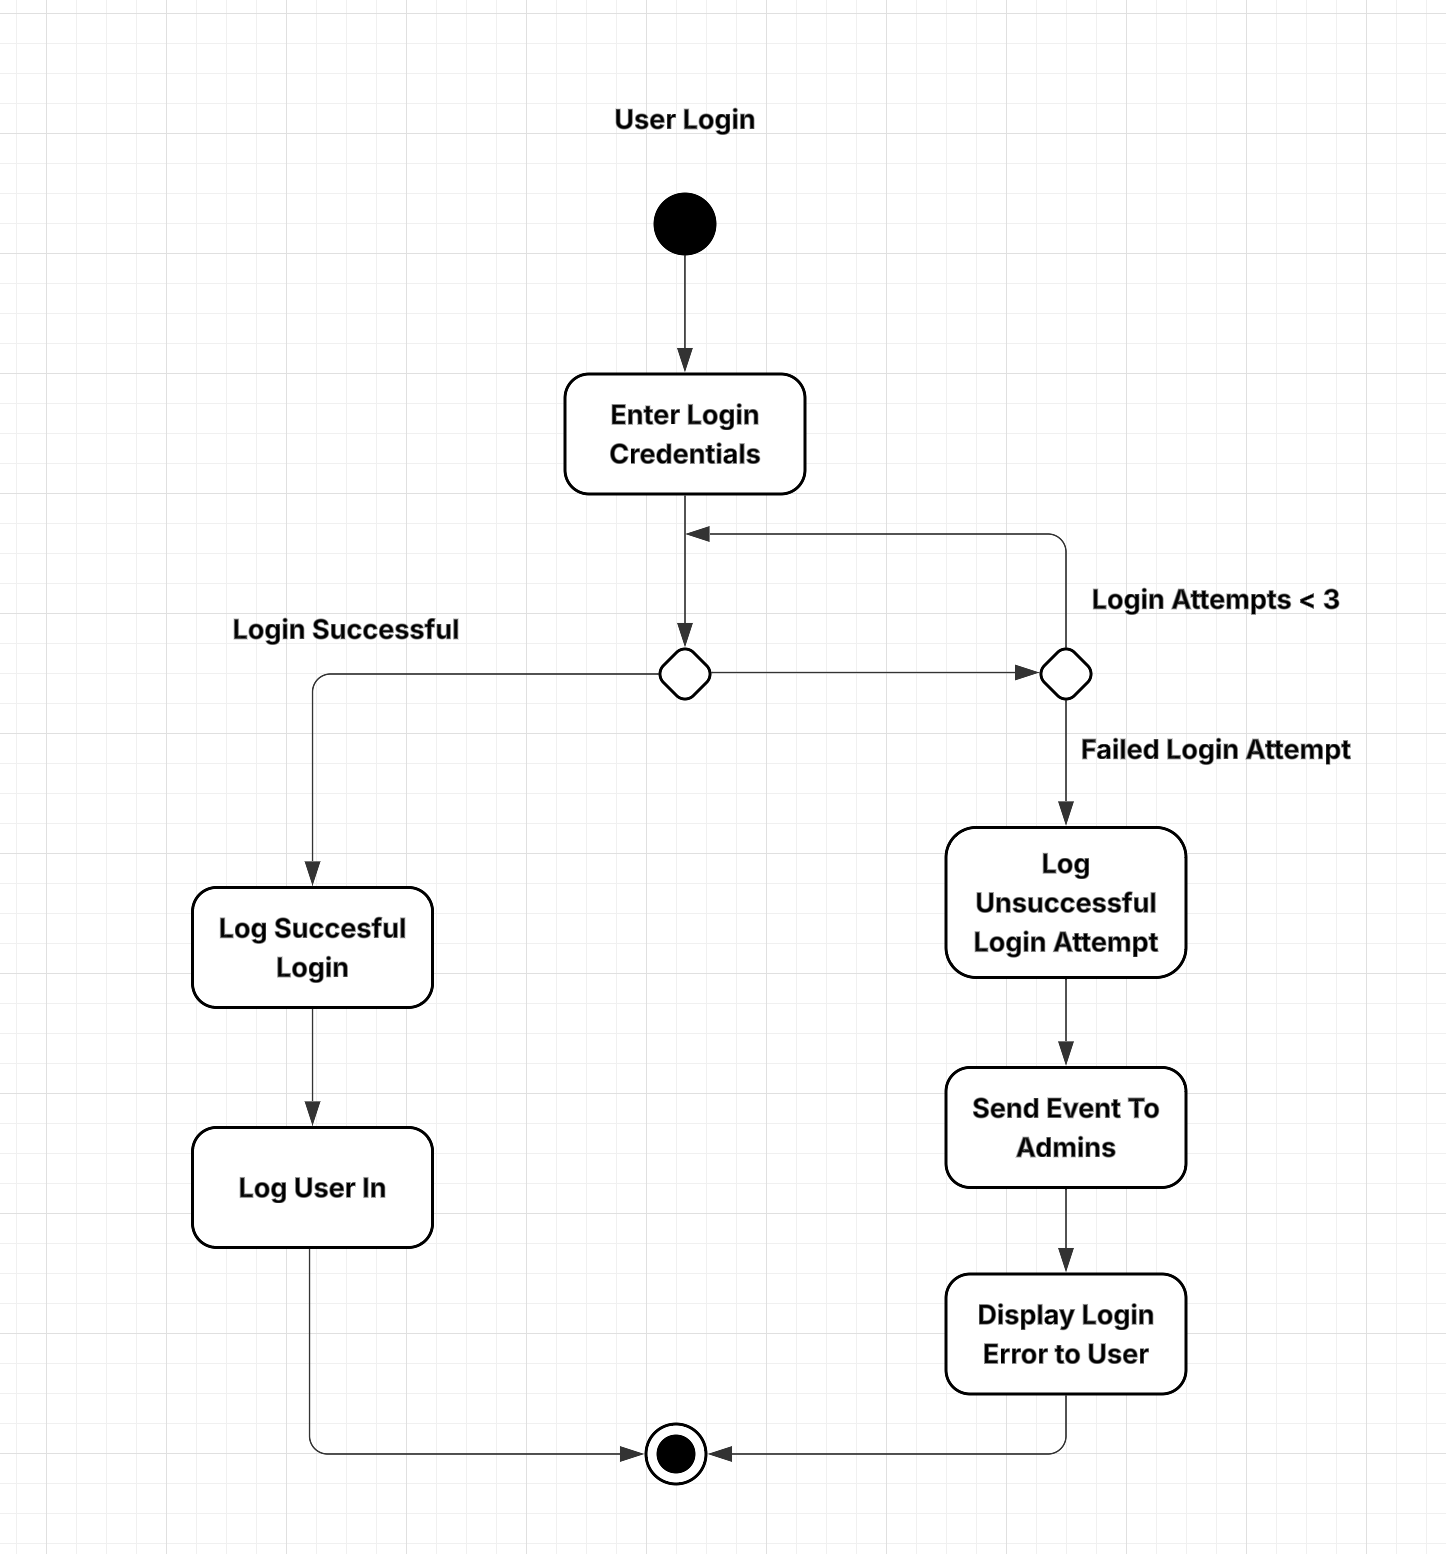 User Login
Enter Login
Credentials
Login Attempts < 3
Login Successful
Failed Login Attempt
Log
Unsuccessful
Login Attempt
Log Succesful
Login
Send Event To
Admins
Log User In
Display Login
Error to User